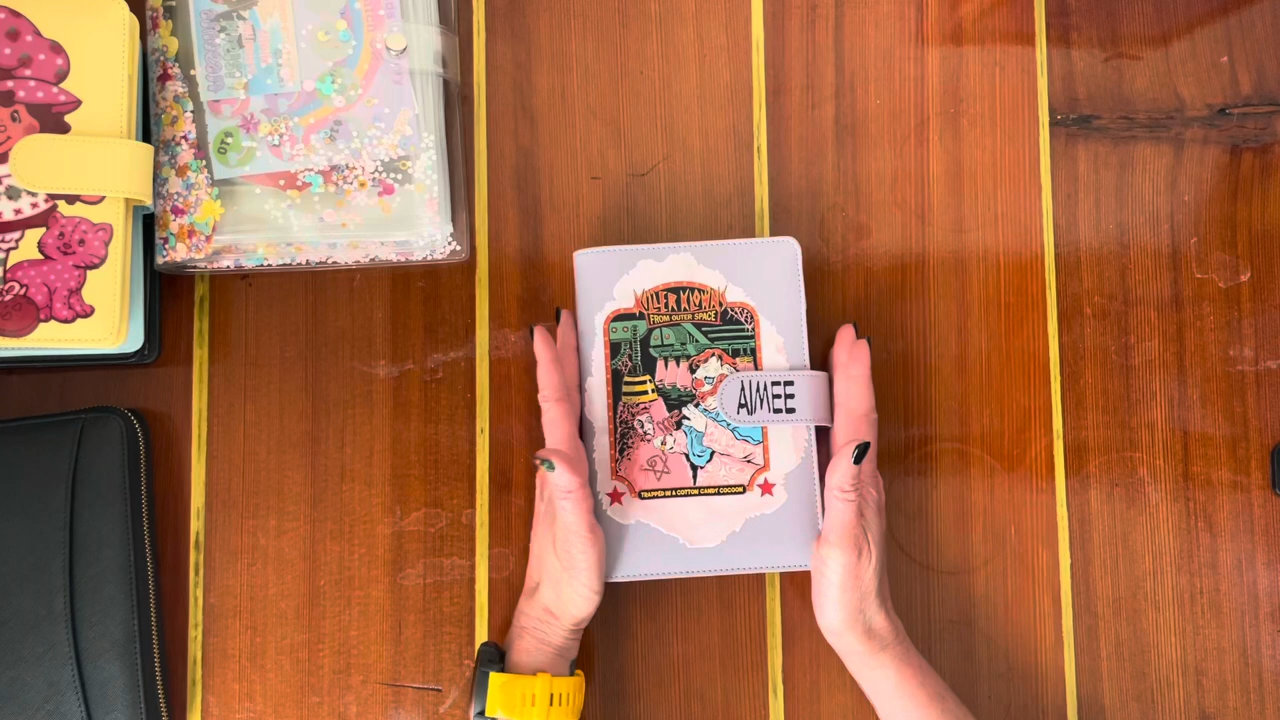 KILLER KLOWNS
FROM OUTER SPACE
AIMEE
TRAPPED IN A COTTON CANDY COCOON